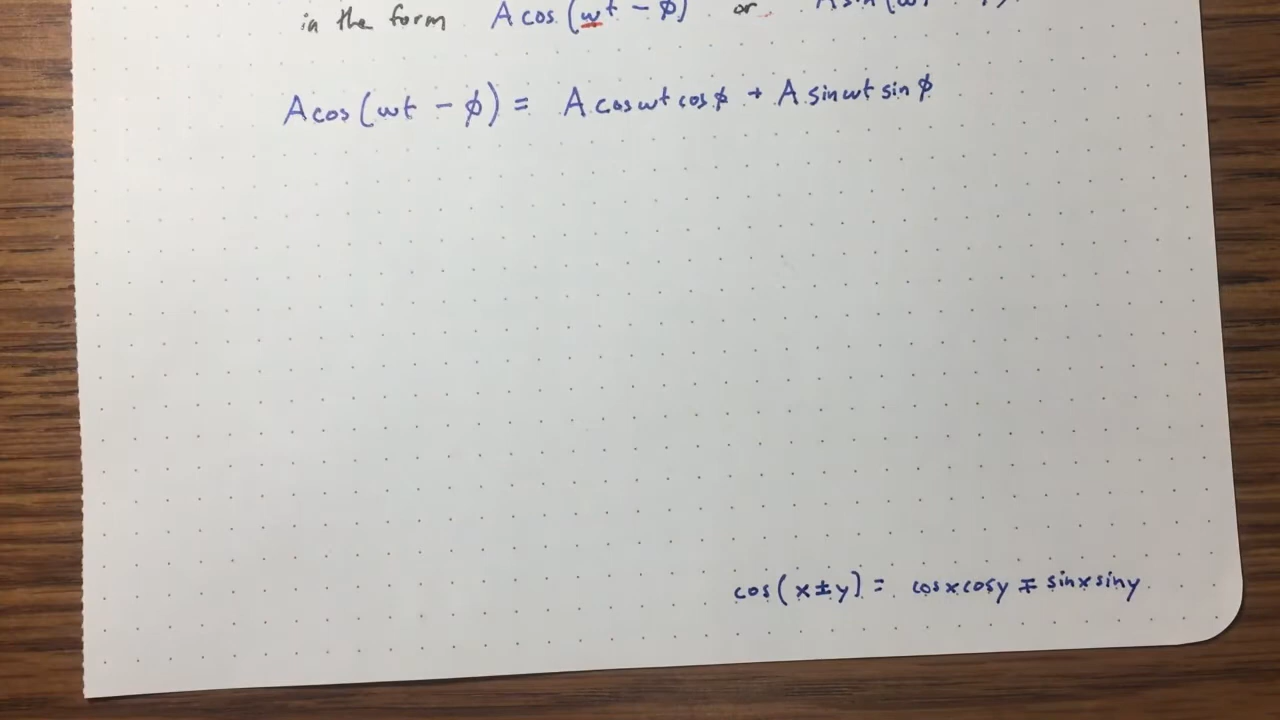 in the form A cos (ωt - φ) or
A cos (ωt - φ) = A cos ωt cos φ + A sin ωt sin φ
cos (x ± y) = cos x cos y ∓ sin x sin y